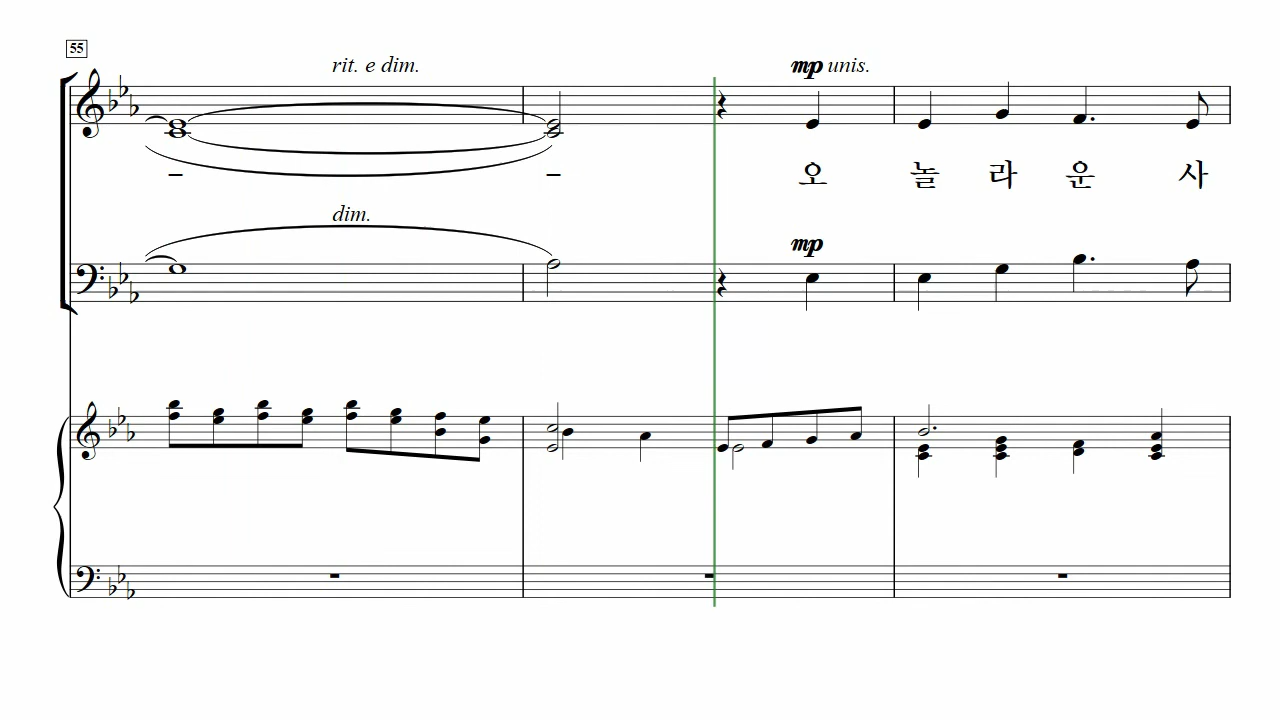 55
rit. e dim.
mp unis.
– – 오 놀 라 운 사
dim.
mp